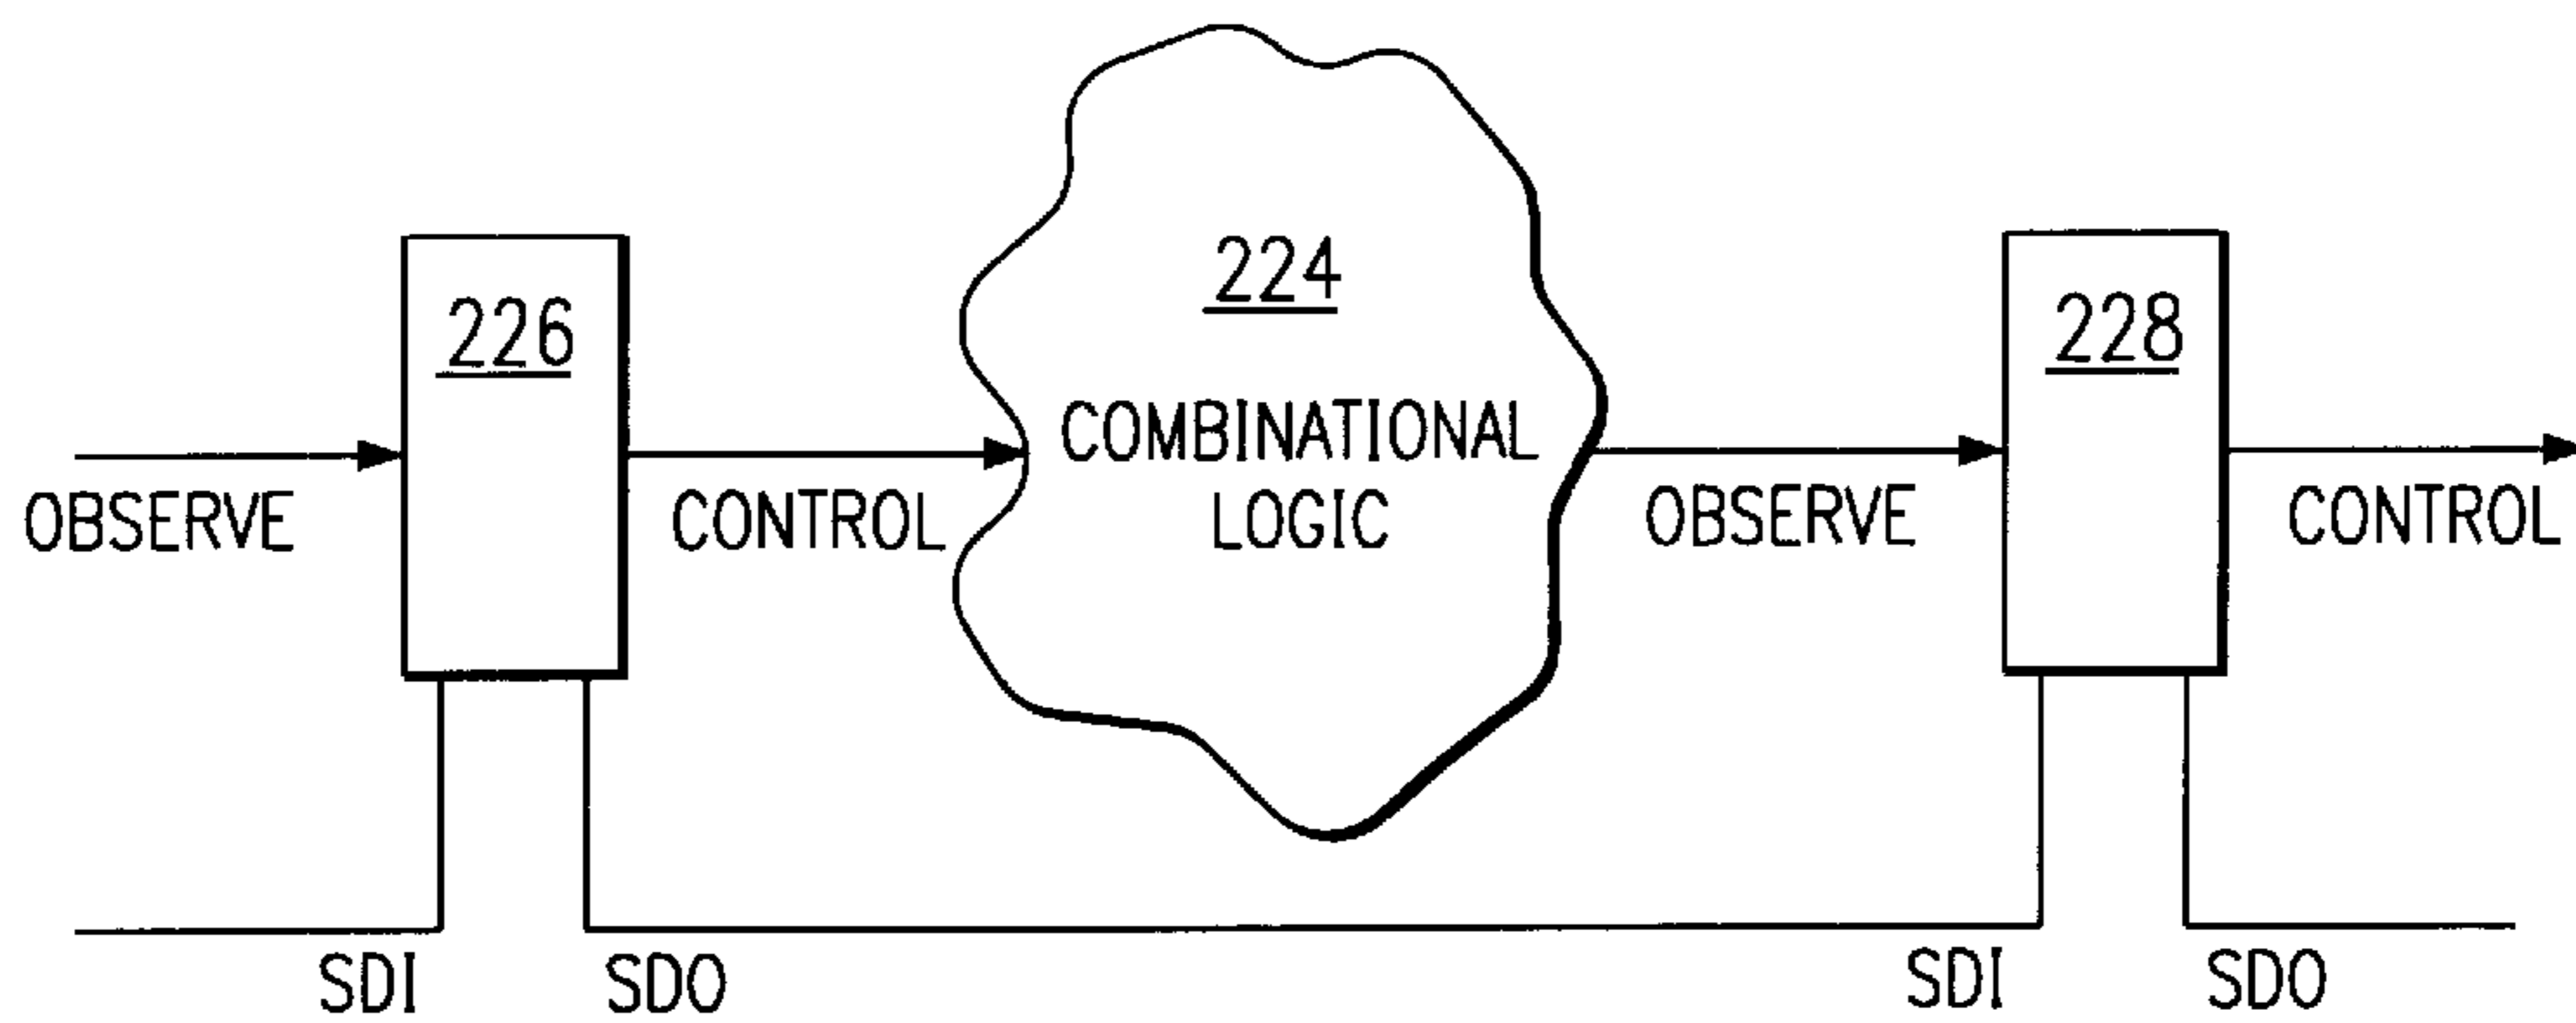 224
226
228
COMBINATIONAL
LOGIC
OBSERVE
CONTROL
OBSERVE
CONTROL
SDI
SDO
SDI
SDO